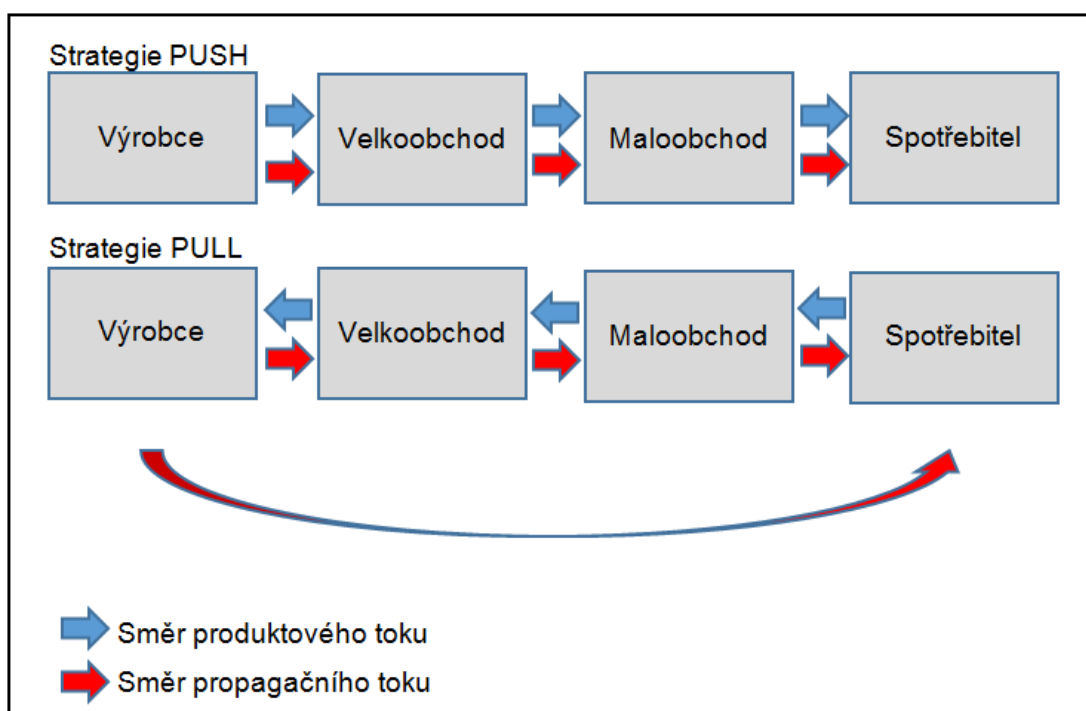 Strategie PUSH
Výrobce
Velkoobchod
Maloobchod
Spotřebitel
Strategie PULL
Výrobce
Velkoobchod
Maloobchod
Spotřebitel
Směr produktového toku
Směr propagačního toku